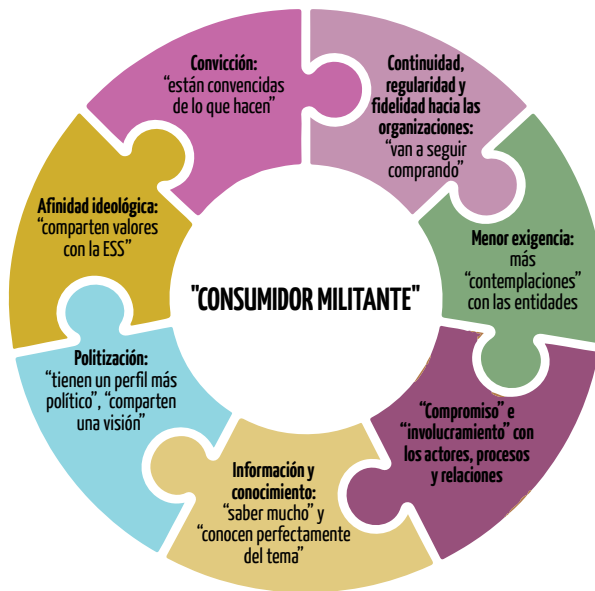 Convicción:
“están convencidas
de lo que hacen”
Continuidad,
regularidad y
fidelidad hacia las
organizaciones:
“van a seguir
comprando”
Afinidad ideológica:
“comparten valores
con la ESS”
Menor exigencia:
más
“contemplaciones”
con las entidades
"CONSUMIDOR MILITANTE"
Politización:
“tienen un perfil más
político”, “comparten
una visión”
“Compromiso” e
“involucramiento” con
los actores, procesos
y relaciones
Información y
conocimiento:
“saber mucho” y
“conocen perfectamente
del tema”